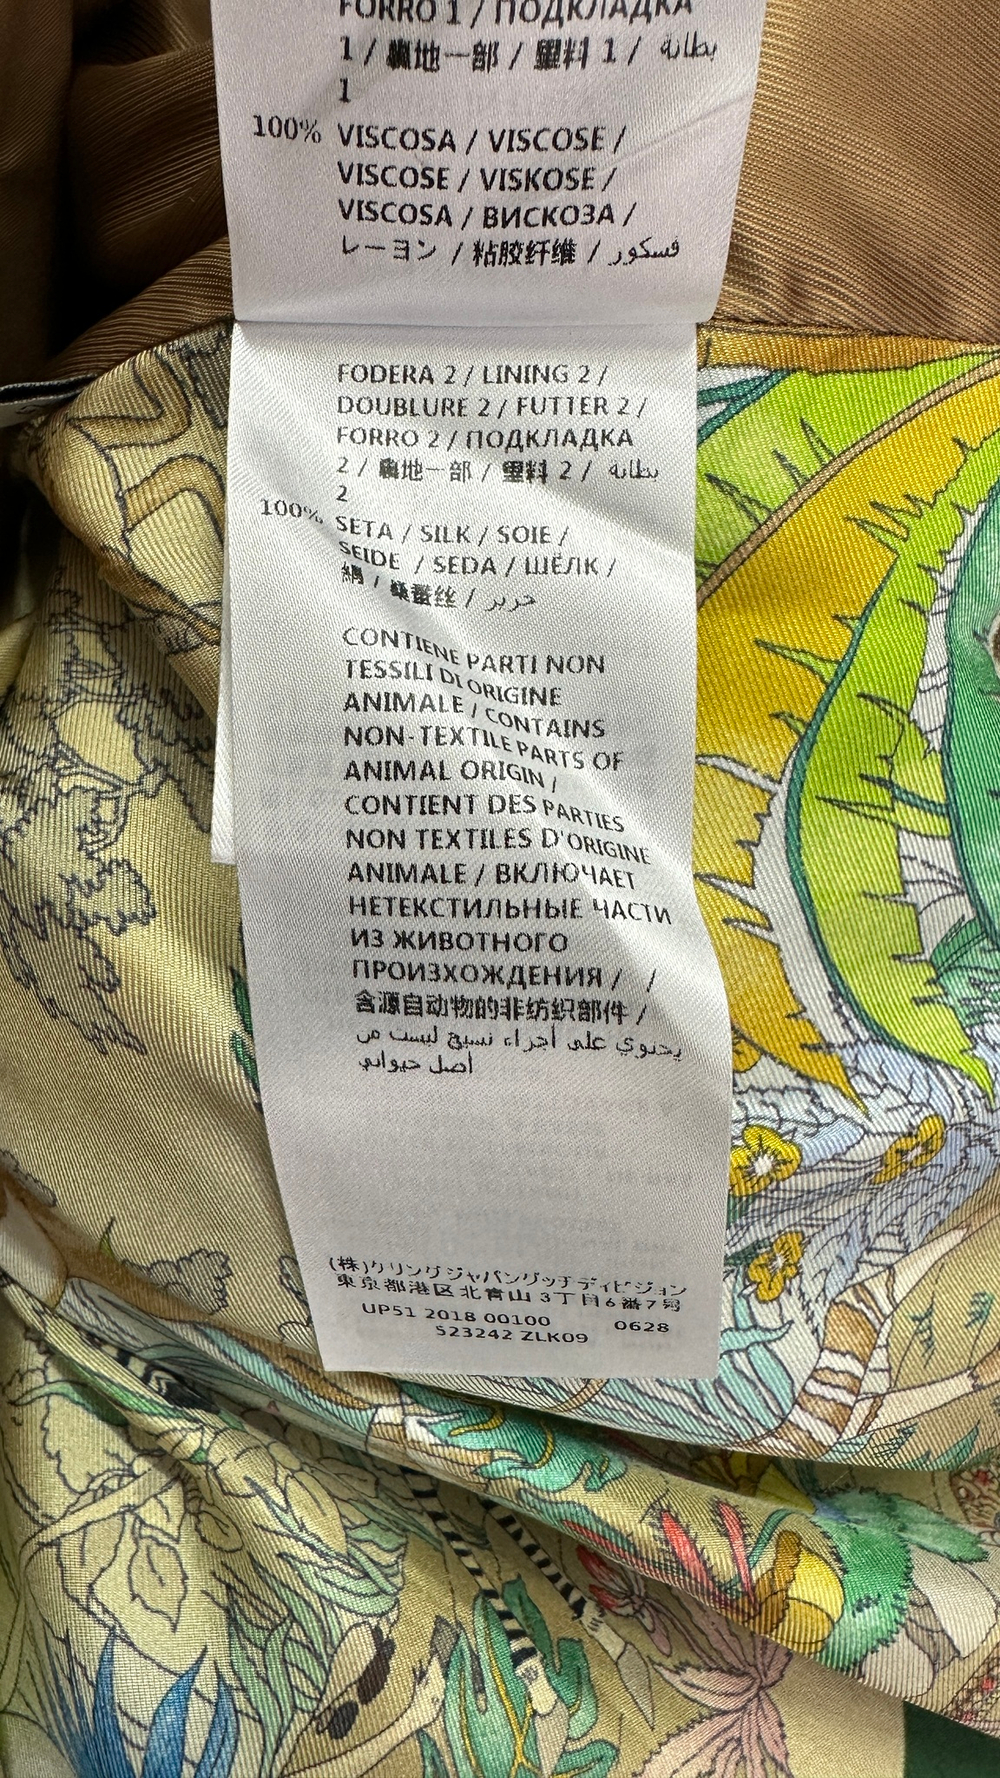 FORRO 1 / ПОДКЛАДКА
1 / 裏地一部 / 里料 1 / بطانة
1
100% VISCOSA / VISCOSE /
VISCOSE / VISKOSE /
VISCOSA / ВИСКОЗА /
レーヨン / 粘胶纤维 / فسكوز
FODERA 2 / LINING 2 /
DOUBLURE 2 / FUTTER 2 /
FORRO 2 / ПОДКЛАДКА
2 / 裏地一部 / 里料 2 / بطانة
2
100% SETA / SILK / SOIE /
SEIDE / SEDA / ШЁЛК /
絹 / 桑蚕丝 / حرير
CONTIENE PARTI NON
TESSILI DI ORIGINE
ANIMALE / CONTAINS
NON-TEXTILE PARTS OF
ANIMAL ORIGIN /
CONTIENT DES PARTIES
NON TEXTILES D'ORIGINE
ANIMALE / ВКЛЮЧАЕТ
НЕТЕКСТИЛЬНЫЕ ЧАСТИ
ИЗ ЖИВОТНОГО
ПРОИЗХОЖДЕНИЯ / /
含源自动物的非纺织部件 /
يحتوي على أجزاء نسيج ليست من
أصل حيواني
(株)ケリングジャパングッチディビジョン
東京都港区北青山3丁目6番7号
UP51 2018 00100 0628
523242 ZLK09